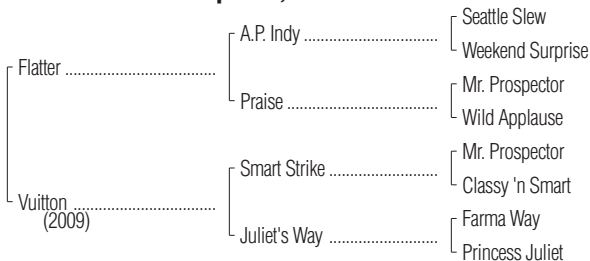 Seattle Slew
A.P. Indy ................................
Weekend Surprise
Flatter ...................................
Mr. Prospector
Praise ....................................
Wild Applause
Mr. Prospector
Smart Strike ..........................
Classy 'n Smart
Vuitton ..................................
(2009)
Farma Way
Juliet's Way ..........................
Princess Juliet